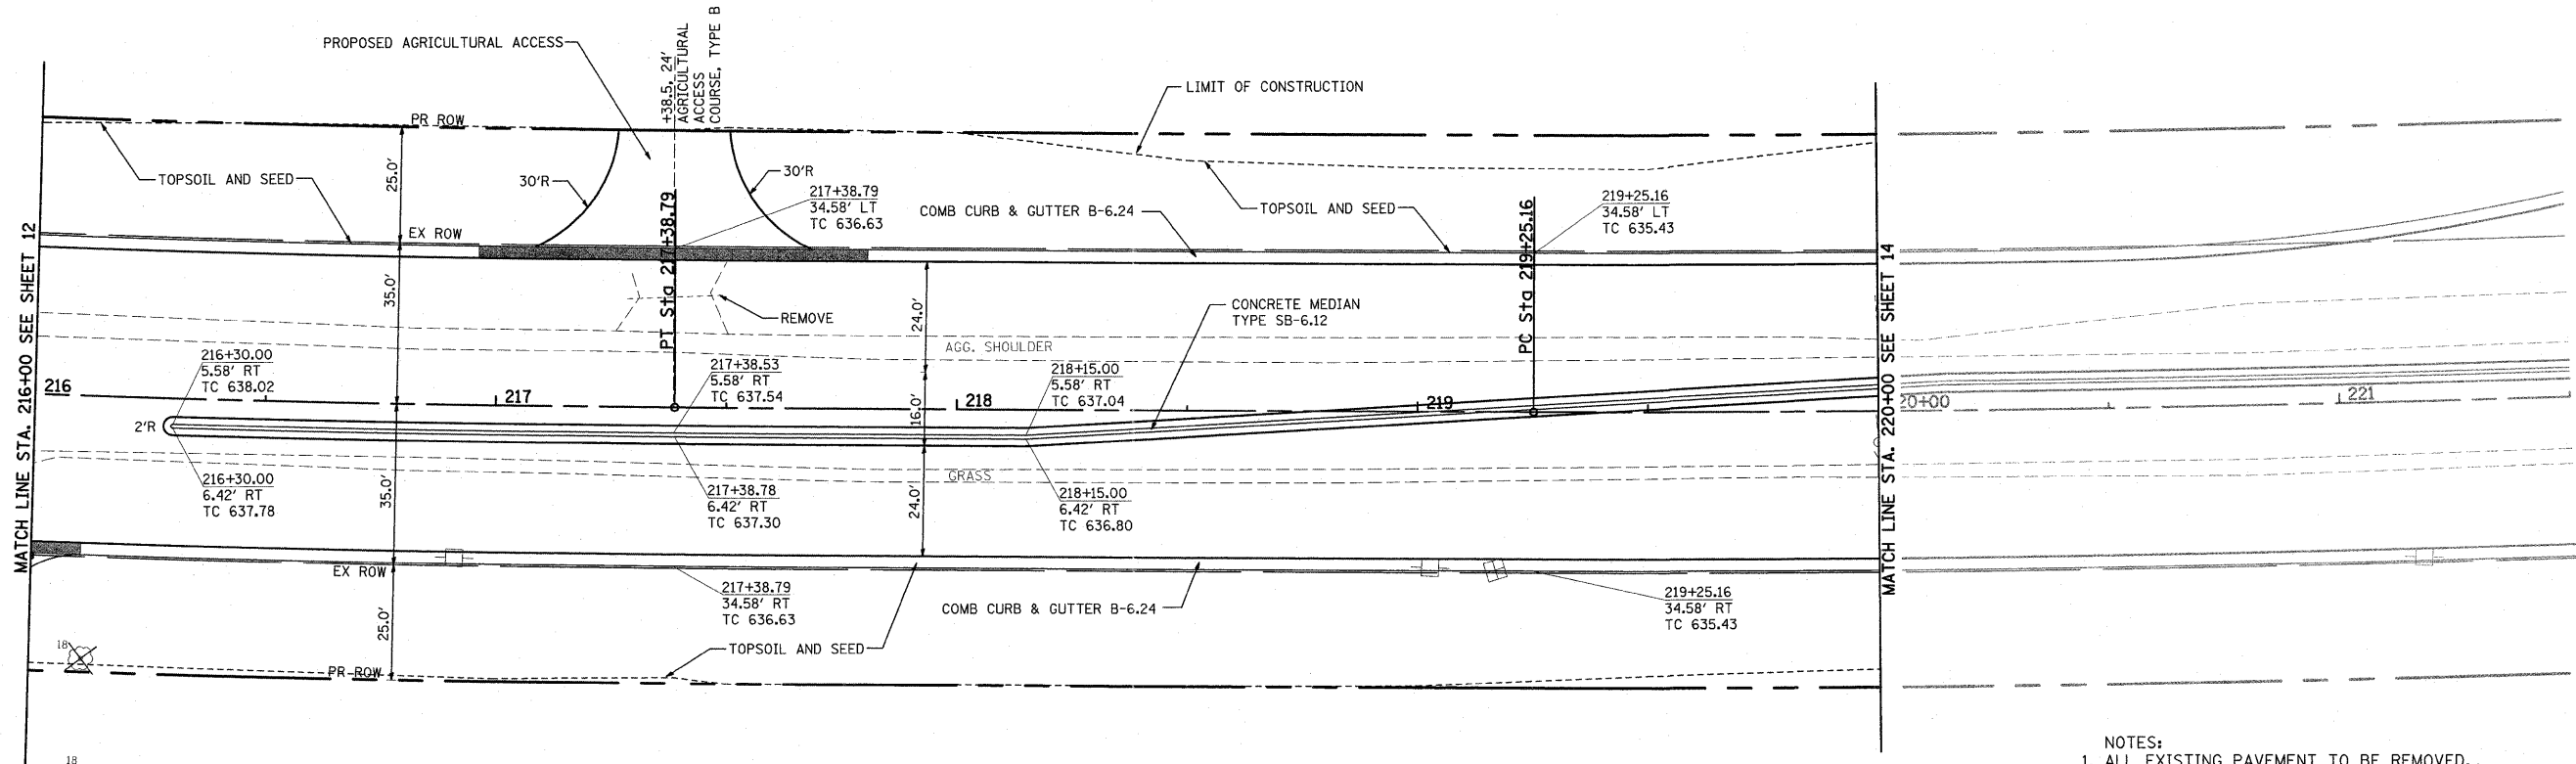 PROPOSED AGRICULTURAL ACCESS
+38.5, 24'
AGRICULTURAL
ACCESS
COURSE, TYPE B
LIMIT OF CONSTRUCTION
PR ROW
25.0'
TOPSOIL AND SEED
30'R
30'R
217+38.79
34.58' LT
TC 636.63
COMB CURB & GUTTER B-6.24
TOPSOIL AND SEED
219+25.16
34.58' LT
TC 635.43
EX ROW
MATCH LINE STA. 216+00 SEE SHEET 12
PT Sta 217+38.79
PC Sta 219+25.16
MATCH LINE STA. 220+00 SEE SHEET 14
35.0'
REMOVE
24.0'
CONCRETE MEDIAN
TYPE SB-6.12
AGG. SHOULDER
216+30.00
5.58' RT
TC 638.02
217+38.53
5.58' RT
TC 637.54
218+15.00
5.58' RT
TC 637.04
216
217
218
219
20+00
221
16.0'
2'R
216+30.00
6.42' RT
TC 637.78
35.0'
217+38.78
6.42' RT
TC 637.30
GRASS
24.0'
218+15.00
6.42' RT
TC 636.80
EX ROW
217+38.79
34.58' RT
TC 636.63
COMB CURB & GUTTER B-6.24
219+25.16
34.58' RT
TC 635.43
25.0'
18
TOPSOIL AND SEED
PR ROW
18
NOTES:
1. ALL EXISTING PAVEMENT TO BE REMOVED.